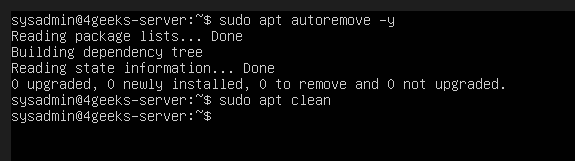 sysadmin@4geeks-server:~$ sudo apt autoremove -y
Reading package lists... Done
Building dependency tree
Reading state information... Done
0 upgraded, 0 newly installed, 0 to remove and 0 not upgraded.
sysadmin@4geeks-server:~$ sudo apt clean
sysadmin@4geeks-server:~$